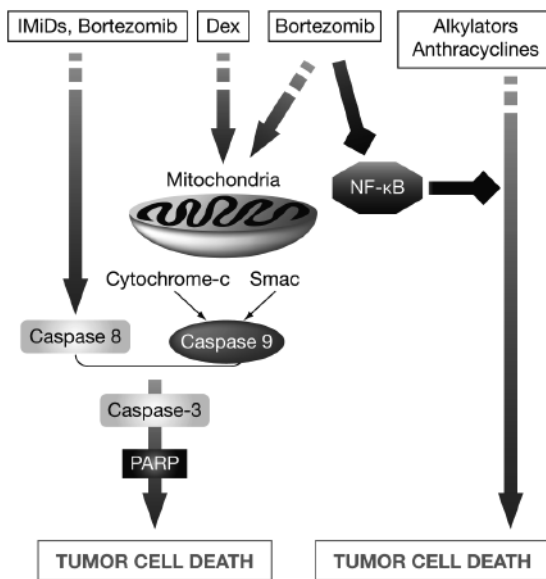 IMiDs, Bortezomib
Dex
Bortezomib
Alkylators
Anthracyclines
Mitochondria
NF-κB
Cytochrome-c
Smac
Caspase 8
Caspase 9
Caspase-3
PARP
TUMOR CELL DEATH
TUMOR CELL DEATH